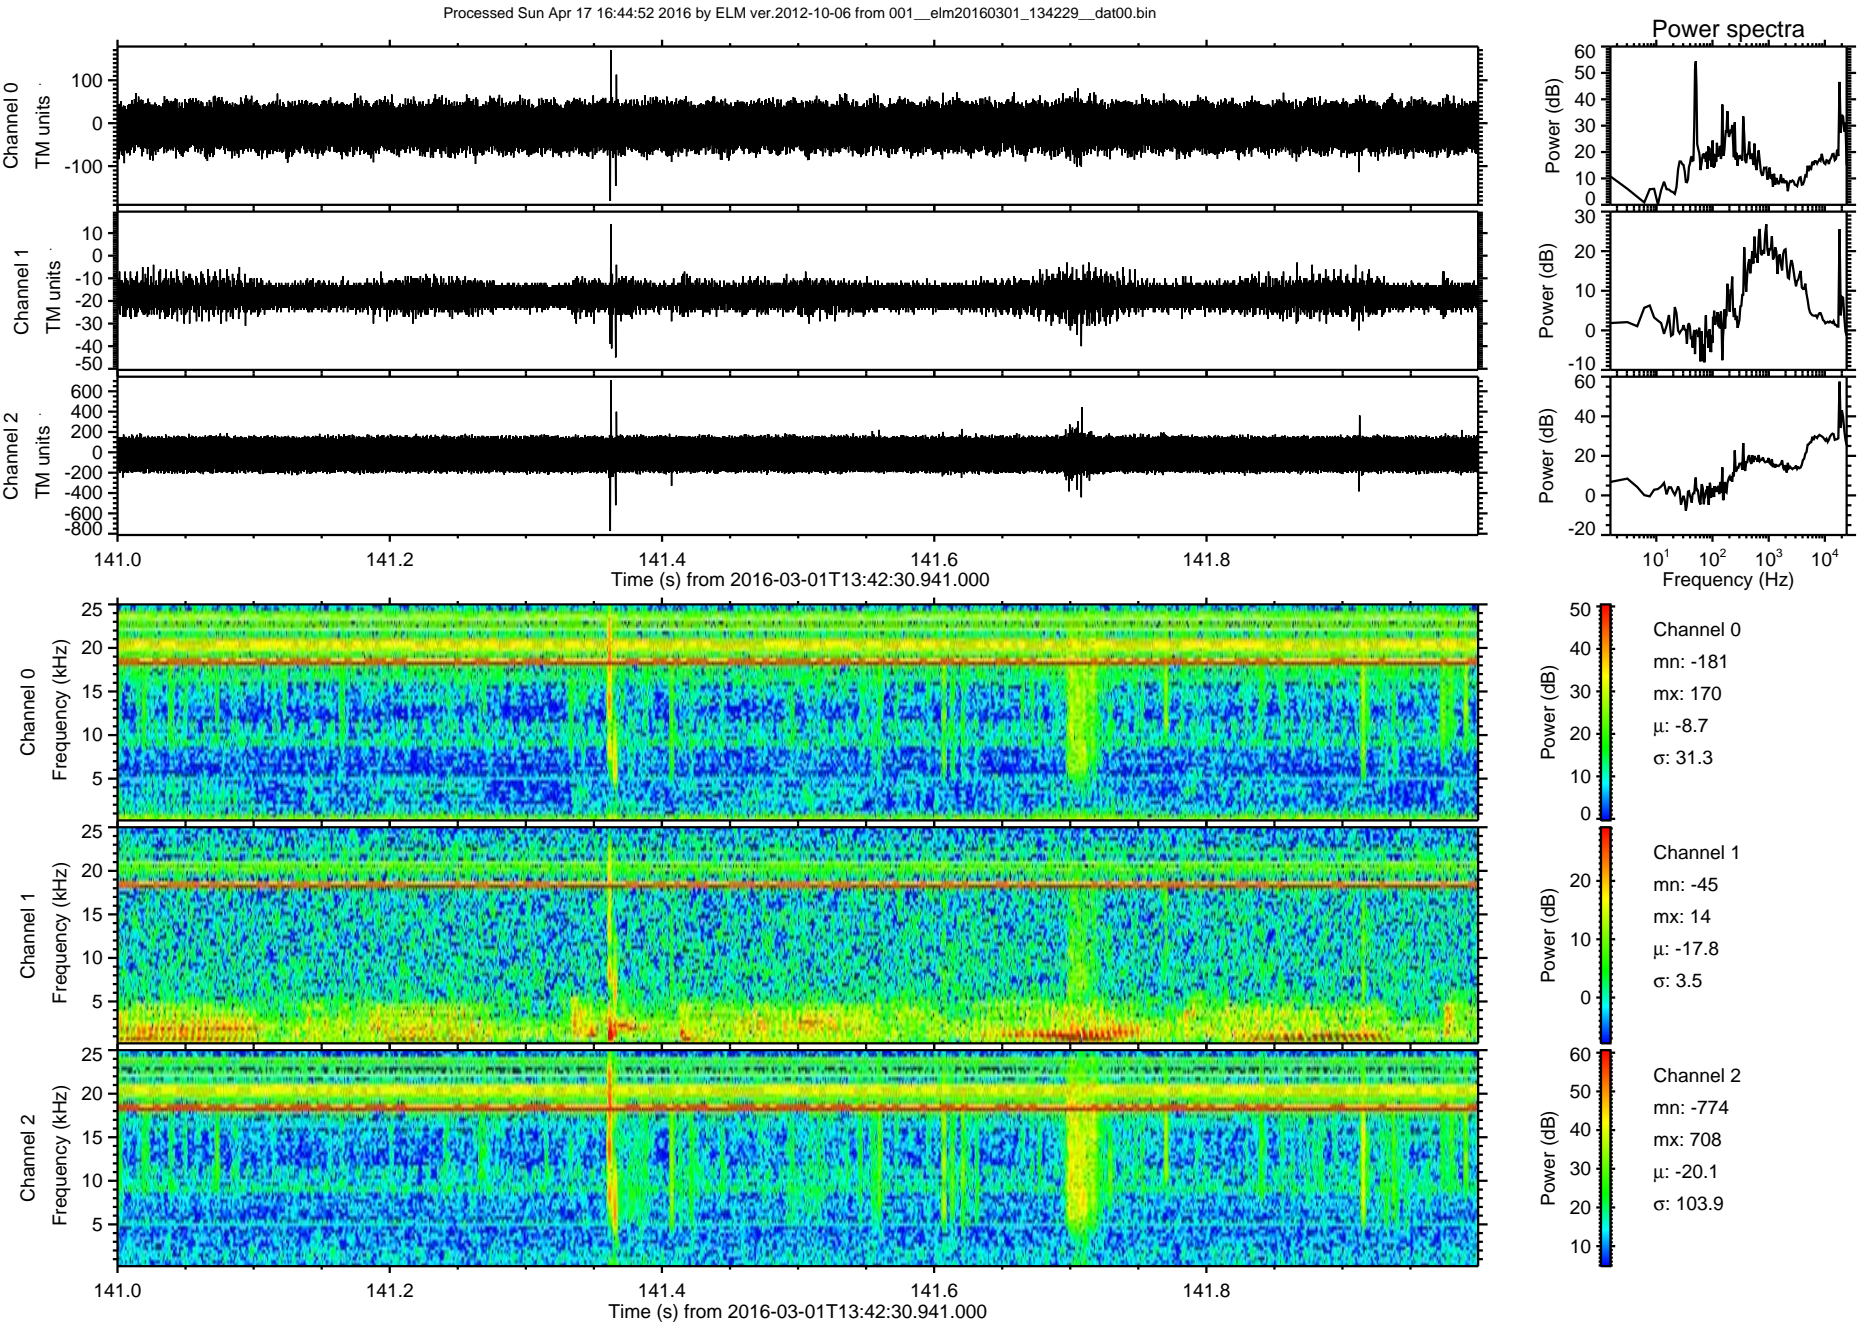 Processed Sun Apr 17 16:44:52 2016 by ELM ver.2012-10-06 from 001__elm20160301_134229__dat00.bin
Power spectra
Channel 0
TM units
100
0
-100
Power (dB)
60
50
40
30
20
10
0
Channel 1
TM units
10
0
-10
-20
-30
-40
-50
Power (dB)
30
20
10
0
-10
Channel 2
TM units
600
400
200
0
-200
-400
-600
-800
Power (dB)
60
40
20
0
-20
141.0 141.2 141.4 141.6 141.8
Time (s) from 2016-03-01T13:42:30.941.000
10¹ 10² 10³ 10⁴
Frequency (Hz)
Channel 0
Frequency (kHz)
25
20
15
10
5
Power (dB)
50
40
30
20
10
0
Channel 0
mn: -181
mx: 170
μ: -8.7
σ: 31.3
Channel 1
Frequency (kHz)
25
20
15
10
5
Power (dB)
20
10
0
Channel 1
mn: -45
mx: 14
μ: -17.8
σ: 3.5
Channel 2
Frequency (kHz)
25
20
15
10
5
Power (dB)
60
50
40
30
20
10
Channel 2
mn: -774
mx: 708
μ: -20.1
σ: 103.9
141.0 141.2 141.4 141.6 141.8
Time (s) from 2016-03-01T13:42:30.941.000